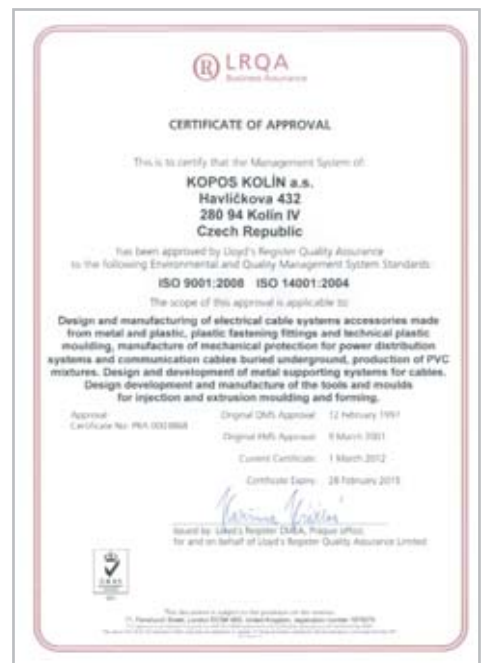 LRQA
Business Assurance
CERTIFICATE OF APPROVAL
This is to certify that the Management System of:
KOPOS KOLÍN a.s.
Havlíčkova 432
280 94 Kolín IV
Czech Republic
has been approved by Lloyd's Register Quality Assurance
to the following Environmental and Quality Management System Standards:
ISO 9001:2008 ISO 14001:2004
The scope of this approval is applicable to:
Design and manufacturing of electrical cable systems accessories made
from metal and plastic, plastic fastening fittings and technical plastic
moulding, manufacture of mechanical protection for power distribution
systems and communication cables buried underground, production of PVC
mixtures. Design and development of metal supporting systems for cables.
Design development and manufacture of the tools and moulds
for injection and extrusion moulding and forming.
Approval
Certificate No: PRA
Original QMS Approval: 12 February 1997
Original EMS Approval: 9 March 2001
Current Certificate: 1 March 2012
Certificate Expiry: 28 February 2015
Issued by: Lloyd's Register EMEA, Prague office,
for and on behalf of Lloyd's Register Quality Assurance Limited
UKAS